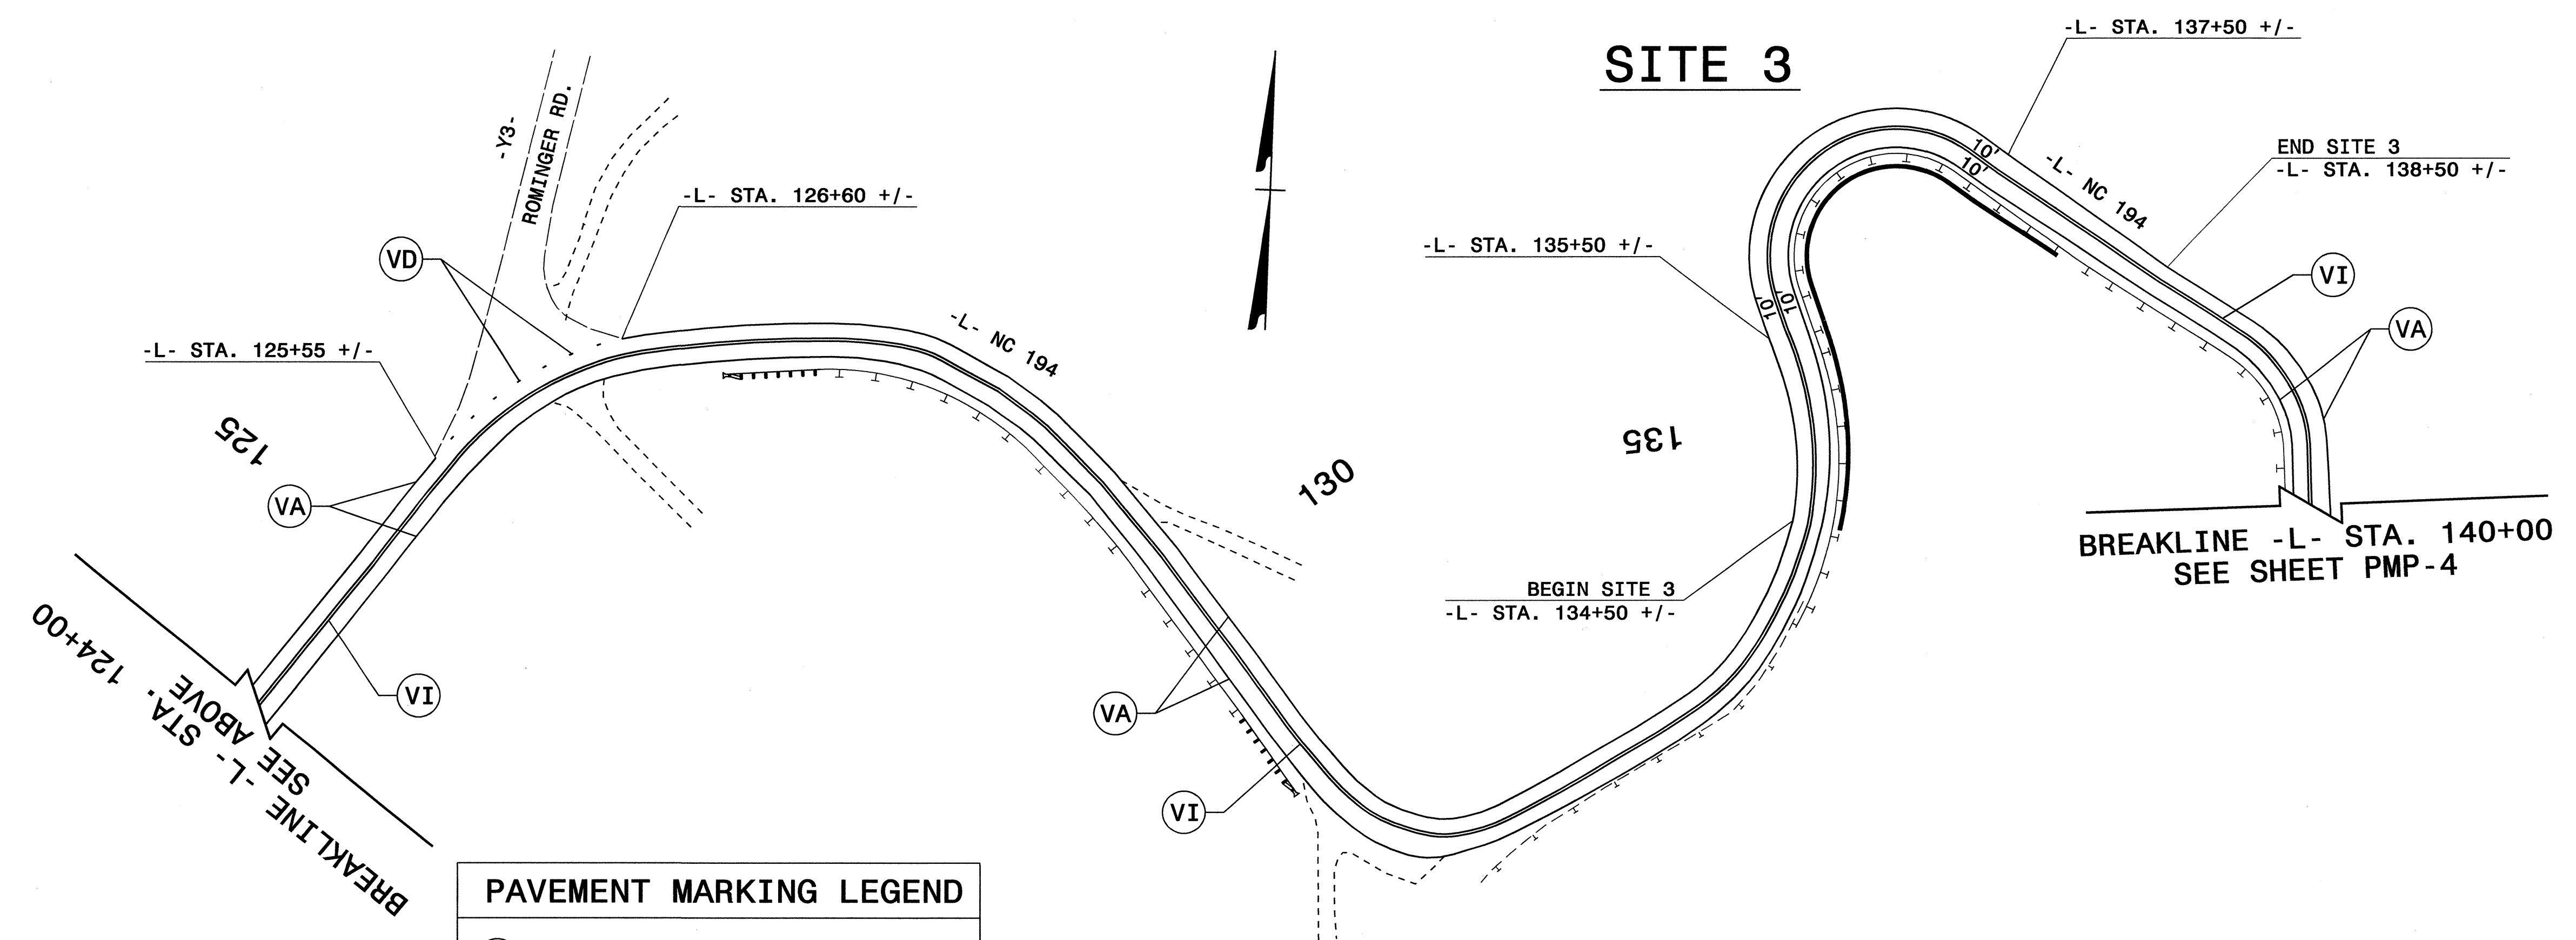 SITE 3
-L- STA. 137+50 +/-
-Y3-
ROMINGER RD.
-L- STA. 126+60 +/-
VD
-L- STA. 125+55 +/-
125
VA
VI
BREAKLINE -L- STA. 124+00
SEE ABOVE.
-L- NC 194
130
VA
VI
135
-L- STA. 135+50 +/-
BEGIN SITE 3
-L- STA. 134+50 +/-
10'
10'
10'
10'
-L- NC 194
END SITE 3
-L- STA. 138+50 +/-
VI
VA
BREAKLINE -L- STA. 140+00
SEE SHEET PMP-4
PAVEMENT MARKING LEGEND